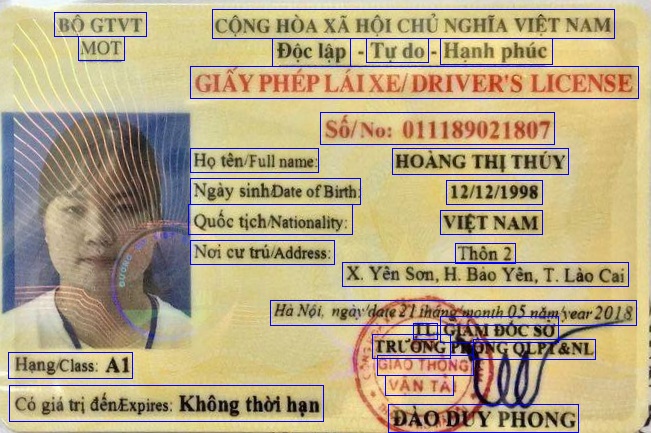 BỘ GTVT
MOT
CỘNG HÒA XÃ HỘI CHỦ NGHĨA VIỆT NAM
Độc lập - Tự do - Hạnh phúc
GIẤY PHÉP LÁI XE/ DRIVER'S LICENSE
Số/No: 011189021807
Họ tên/Full name: HOÀNG THỊ THÚY
Ngày sinh/Date of Birth: 12/12/1998
Quốc tịch/Nationality: VIỆT NAM
Nơi cư trú/Address: Thôn 2
X. Yên Sơn, H. Bảo Yên, T. Lào Cai
Hà Nội, ngày/date 21 tháng/month 05 năm/year 2018
TL. GIÁM ĐỐC SỞ
TRƯỞNG PHÒNG QLPT&NL
GIAO THÔNG
VẬN TẢI
Hạng/Class: A1
Có giá trị đến/Expires: Không thời hạn
ĐÀO DUY PHONG